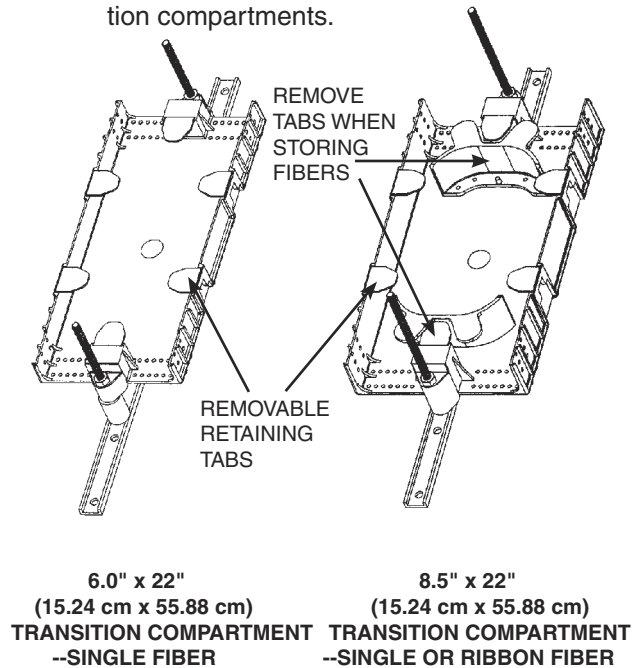 tion compartments.
REMOVE
TABS WHEN
STORING
FIBERS
REMOVABLE
RETAINING
TABS
6.0" x 22"
(15.24 cm x 55.88 cm)
TRANSITION COMPARTMENT
--SINGLE FIBER
8.5" x 22"
(15.24 cm x 55.88 cm)
TRANSITION COMPARTMENT
--SINGLE OR RIBBON FIBER